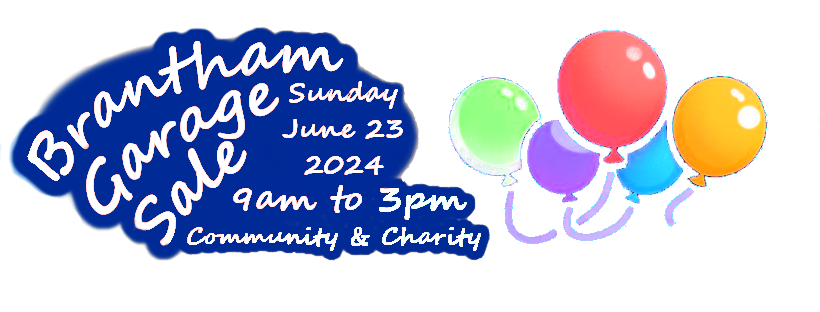 Brantham
Garage
Sale
Sunday
June 23
2024
9am to 3pm
Community & Charity